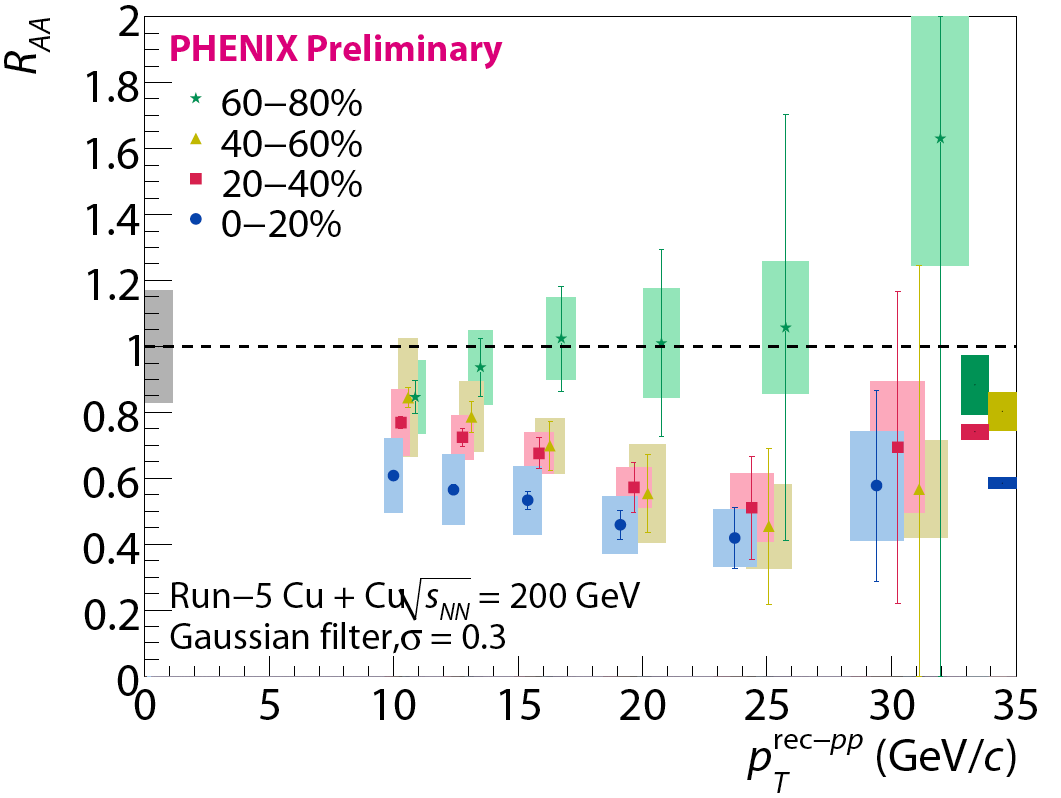 R_AA
2
1.8
1.6
1.4
1.2
1
0.8
0.6
0.4
0.2
0
PHENIX Preliminary
60−80%
40−60%
20−40%
0−20%
Run−5 Cu + Cu √s_NN = 200 GeV
Gaussian filter, σ = 0.3
0 5 10 15 20 25 30 35
p_T^rec−pp (GeV/c)